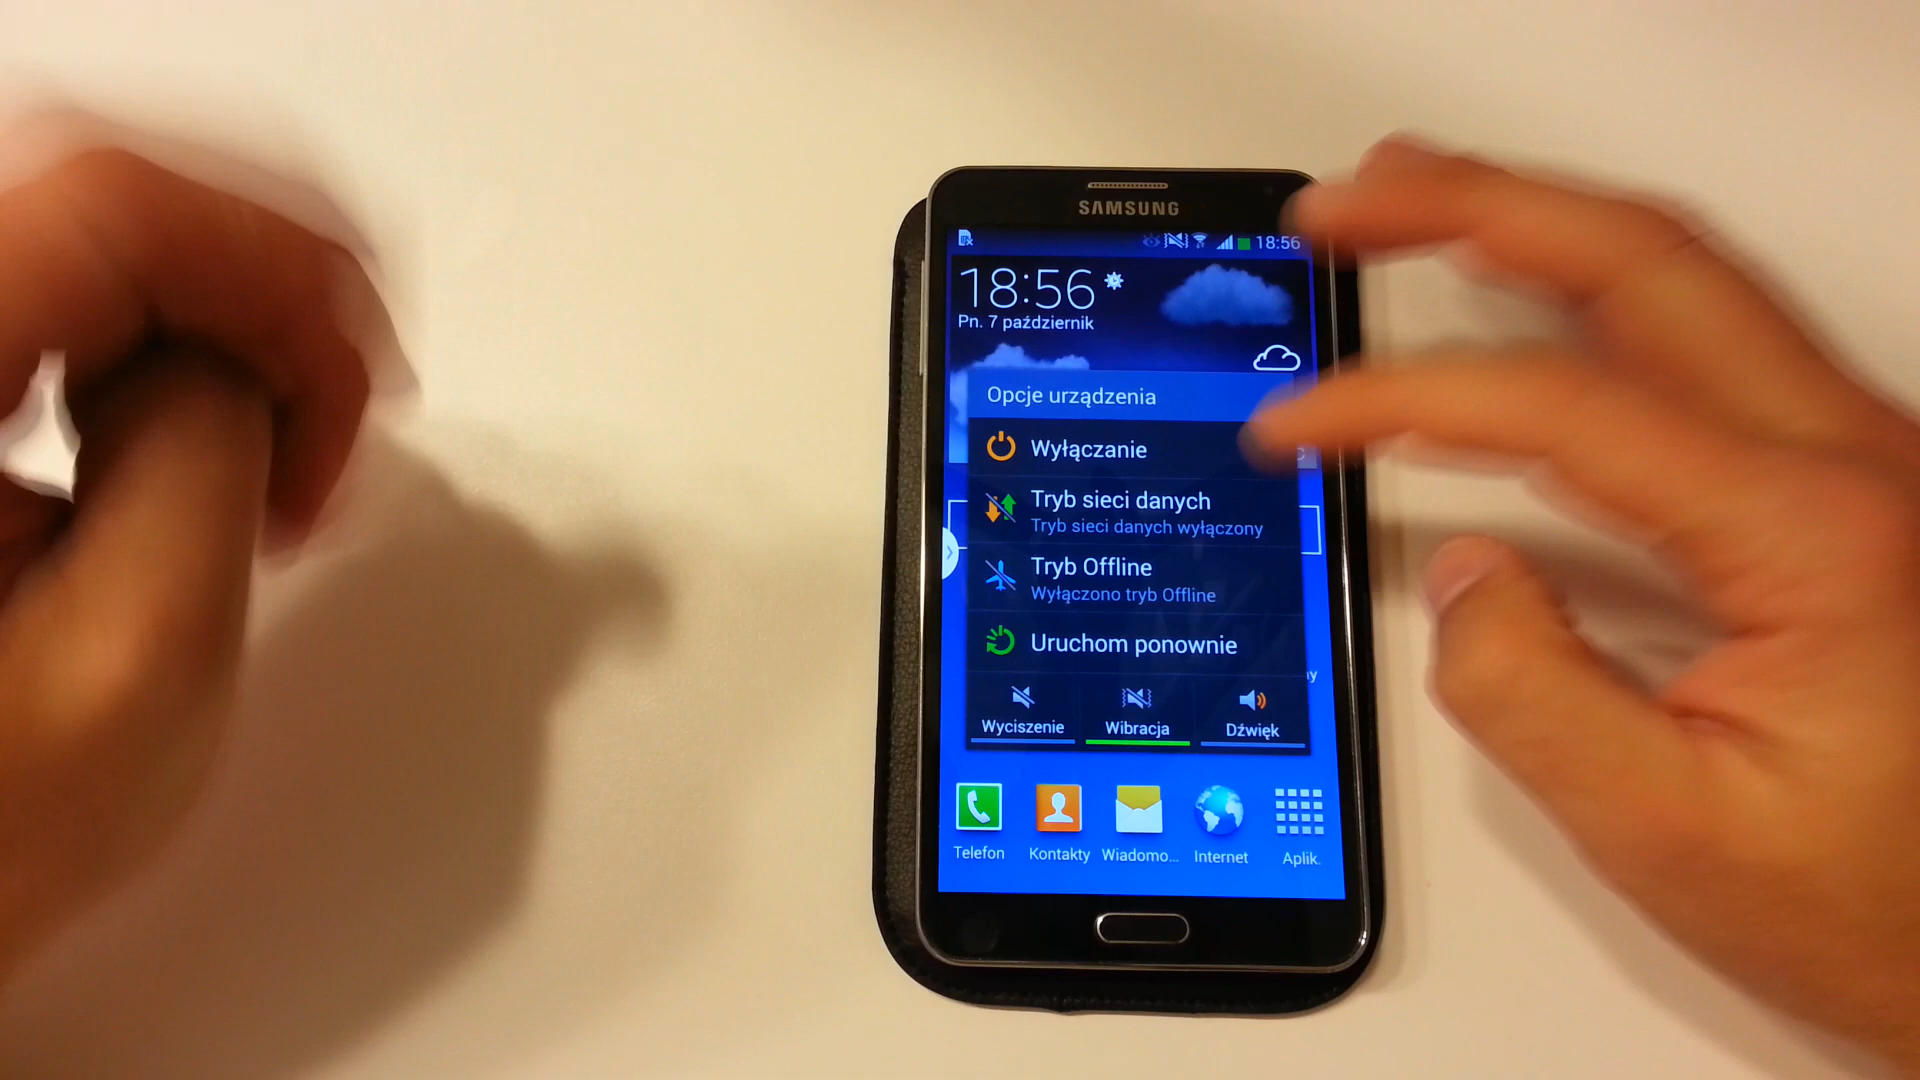 SAMSUNG
18:56
18:56
Pn. 7 październik
Opcje urządzenia
Wyłączanie
Tryb sieci danych
Tryb sieci danych wyłączony
Tryb Offline
Wyłączono tryb Offline
Uruchom ponownie
Wyciszenie Wibracja Dźwięk
Telefon Kontakty Wiadomo... Internet Aplik.